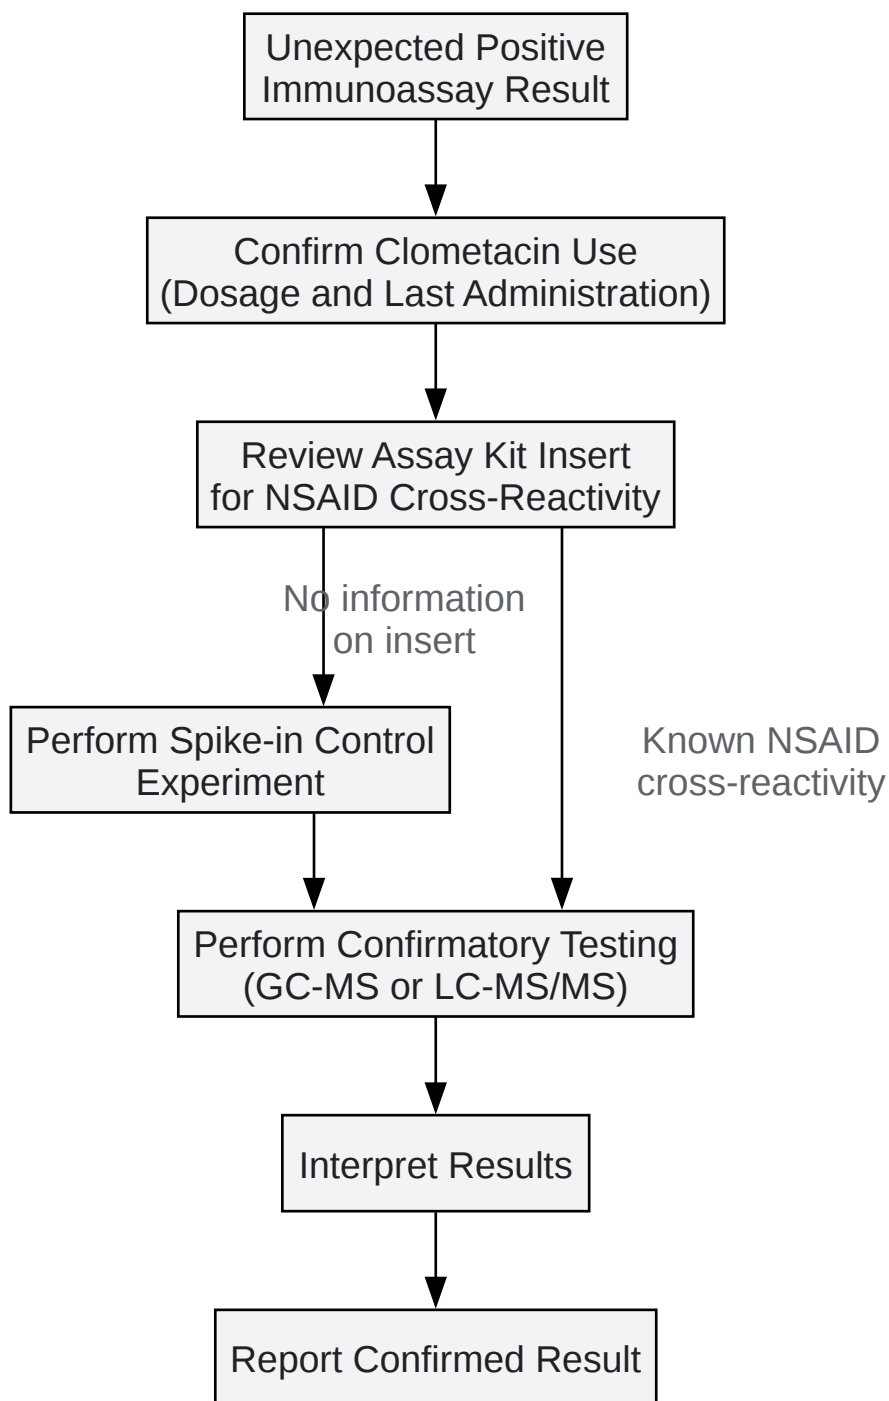 Unexpected Positive
Immunoassay Result
Confirm Clometacin Use
(Dosage and Last Administration)
Review Assay Kit Insert
for NSAID Cross-Reactivity
No information
on insert
Perform Spike-in Control
Experiment
Known NSAID
cross-reactivity
Perform Confirmatory Testing
(GC-MS or LC-MS/MS)
Interpret Results
Report Confirmed Result